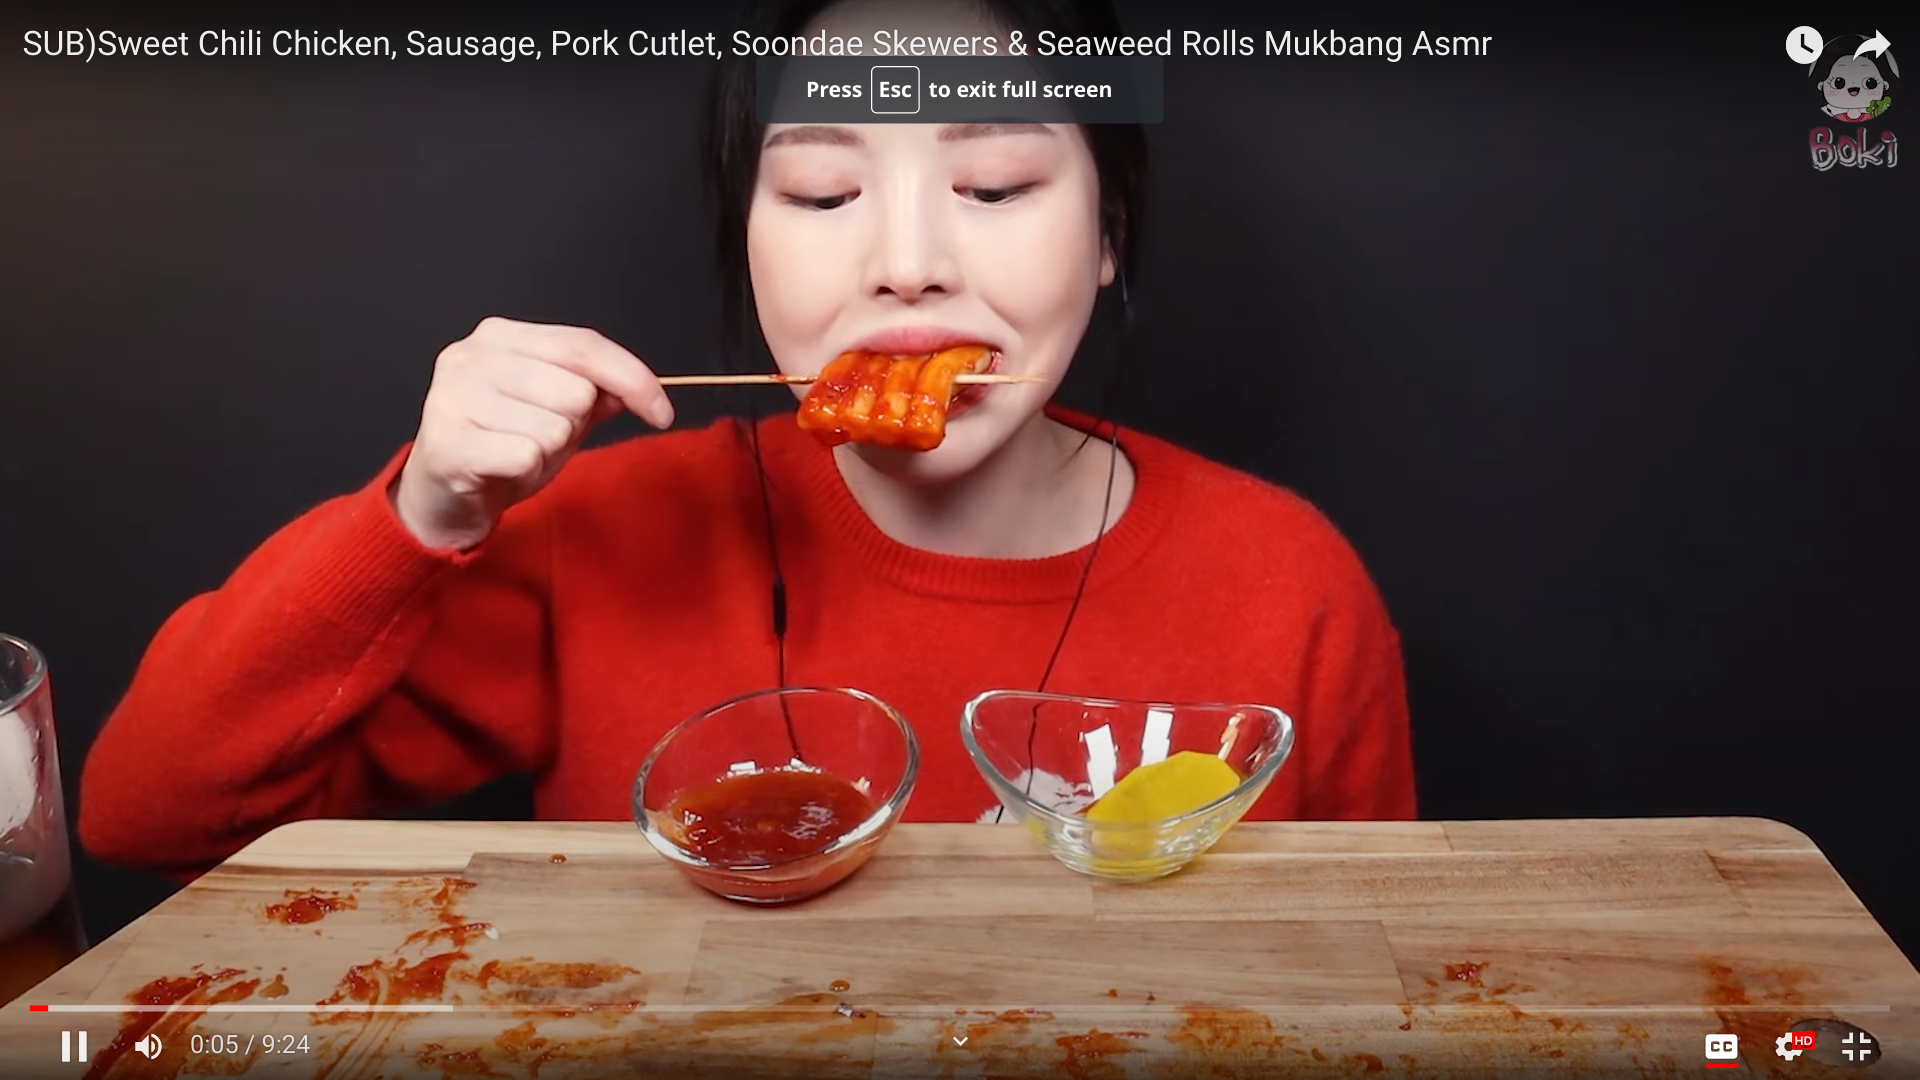 SUB)Sweet Chili Chicken, Sausage, Pork Cutlet, Soondae Skewers & Seaweed Rolls Mukbang Asmr
Press Esc to exit full screen
Boki
0:05 / 9:24
CC
HD